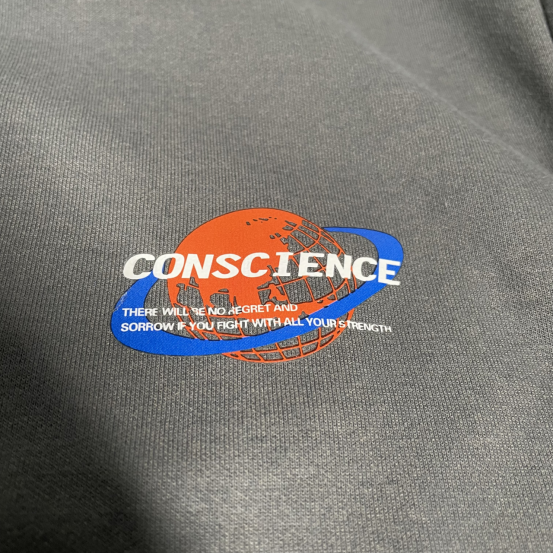 CONSCIENCE
THERE WILL BE NO REGRET AND
SORROW IF YOU FIGHT WITH ALL YOUR STRENGTH